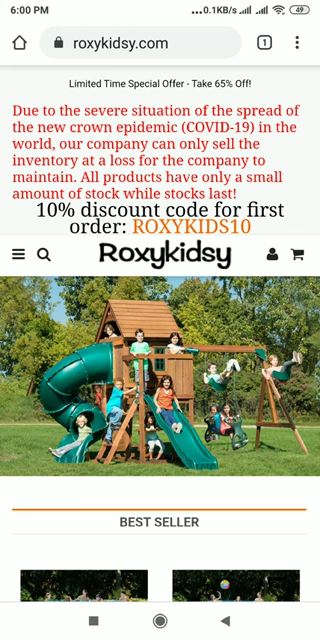 6:00 PM
...0.1KB/s
49
roxykidsy.com
1
Limited Time Special Offer - Take 65% Off!
Due to the severe situation of the spread of
the new crown epidemic (COVID-19) in the
world, our company can only sell the
inventory at a loss for the company to
maintain. All products have only a small
amount of stock while stocks last!
10% discount code for first
order: ROXYKIDS10
Roxykidsy
BEST SELLER